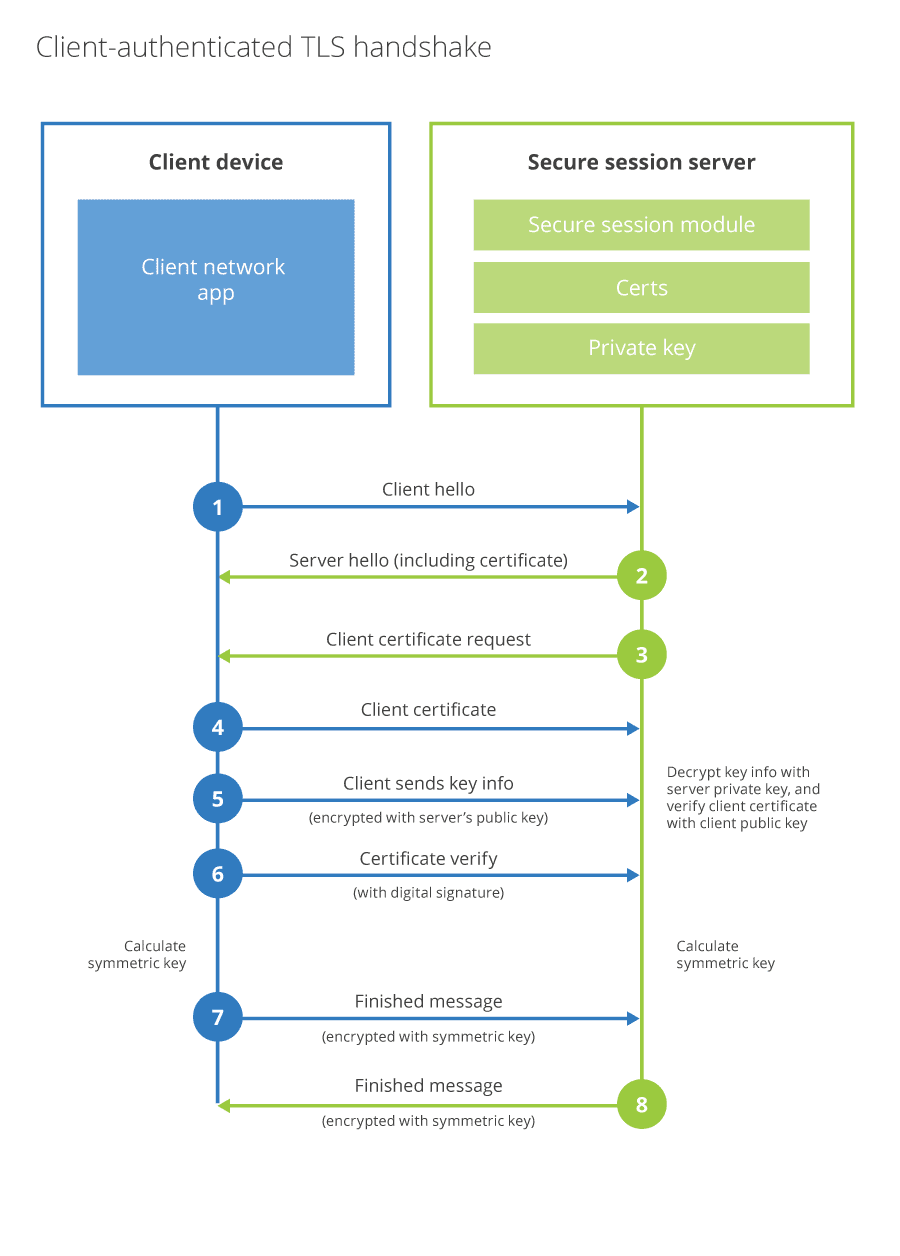 Client-authenticated TLS handshake
Client device
Client network
app
Secure session server
Secure session module
Certs
Private key
1
Client hello
Server hello (including certificate)
2
Client certificate request
3
4
Client certificate
5
Client sends key info
(encrypted with server’s public key)
Decrypt key info with
server private key, and
verify client certificate
with client public key
6
Certificate verify
(with digital signature)
Calculate
symmetric key
Calculate
symmetric key
7
Finished message
(encrypted with symmetric key)
Finished message
(encrypted with symmetric key)
8